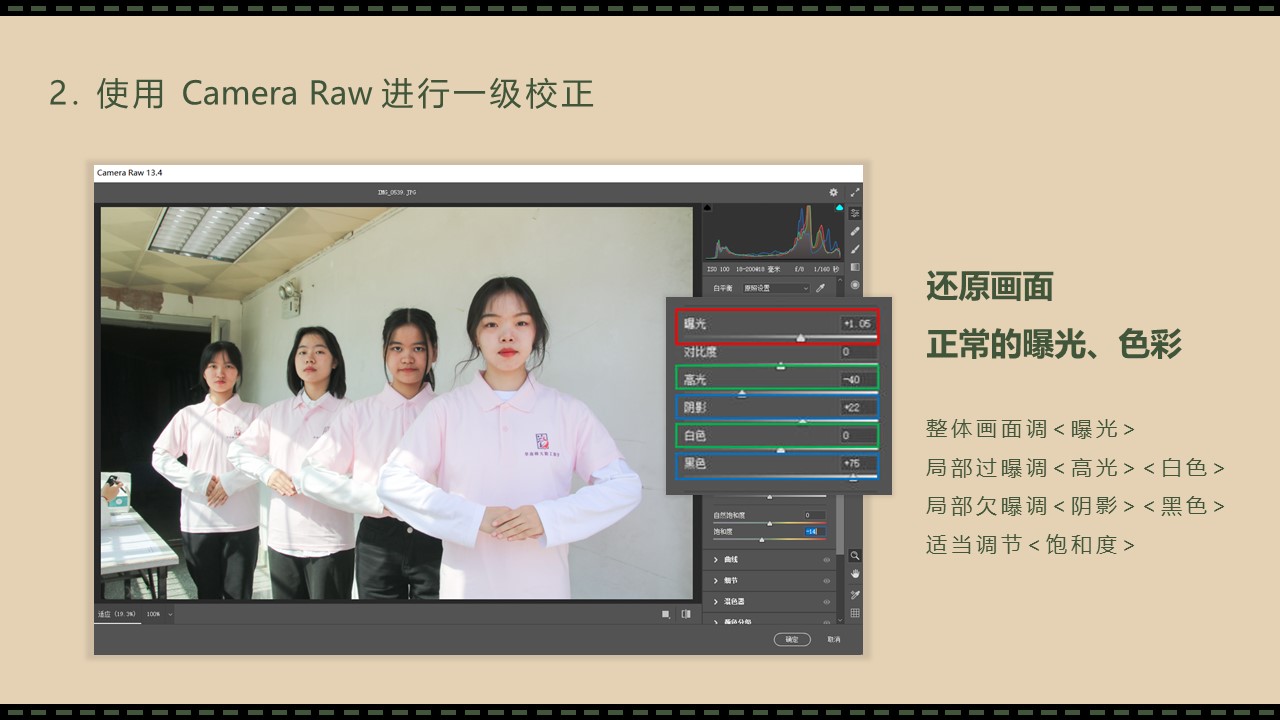 2. 使用 Camera Raw 进行一级校正
Camera Raw 13.4
IMG_0539.JPG
ISO 100 18-200@18 毫米 f/8 1/160 秒
白平衡 原照设置
曝光 +1.05
对比度 0
高光 -40
阴影 +22
白色 0
黑色 +75
自然饱和度 0
饱和度 -14
曲线
细节
混色器
颜色分级
适应 (19.3%) 100%
确定 取消
还原画面
正常的曝光、色彩
整体画面调<曝光>
局部过曝调<高光><白色>
局部欠曝调<阴影><黑色>
适当调节<饱和度>